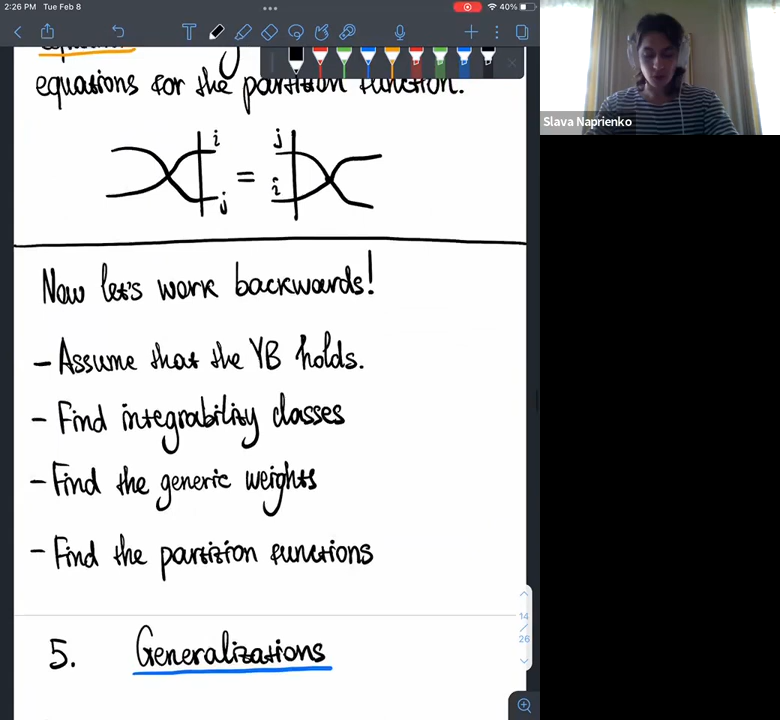 2:26 PM Tue Feb 8
40%
T
equations for the partition function.
i j
= 
j i
Now let's work backwards!
- Assume that the YB holds.
- Find integrability classes
- Find the generic weights
- Find the partition functions
14
/
26
5. Generalizations
Slava Naprienko